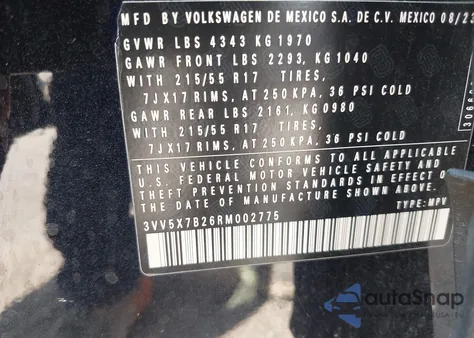 MFD BY VOLKSWAGEN DE MEXICO S.A. DE C.V. MEXICO 08/23
GVWR LBS 4343 KG 1970
GAWR FRONT LBS 2293, KG 1040
WITH 215/55 R17 TIRES,
7JX17 RIMS, AT 250 KPA, 36 PSI COLD
GAWR REAR LBS 2161, KG 0980
WITH 215/55 R17 TIRES,
7JX17 RIMS, AT 250 KPA, 36 PSI COLD
THIS VEHICLE CONFORMS TO ALL APPLICABLE
U.S. FEDERAL MOTOR VEHICLE SAFETY AND
THEFT PREVENTION STANDARDS IN EFFECT ON
THE DATE OF MANUFACTURE SHOWN ABOVE.
3VV5X7B26RM002775 TYPE: MPV
autoSnap